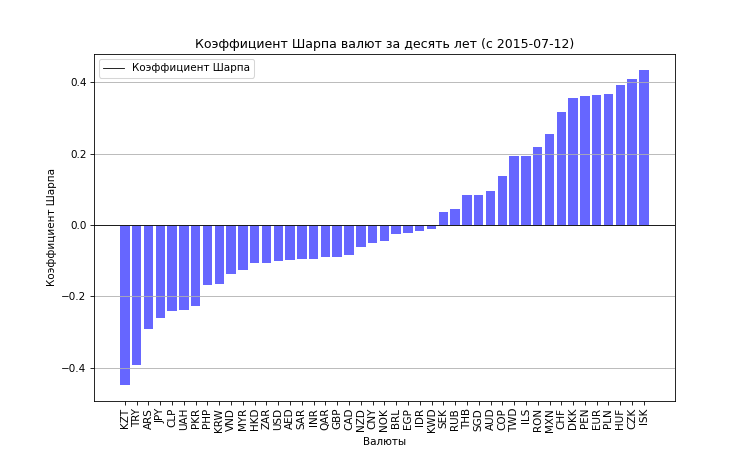 Коэффициент Шарпа валют за десять лет (с 2015-07-12)
Коэффициент Шарпа
Коэффициент Шарпа
0.4
0.2
0.0
−0.2
−0.4
KZT TRY ARS JPY CLP UAH PKR PHP KRW VND MYR HKD ZAR USD AED SAR INR QAR GBP CAD NZD CNY NOK BRL EGP IDR KWD SEK RUB THB SGD AUD COP TWD ILS RON MXN CHF DKK PEN EUR PLN HUF CZK ISK
Валюты